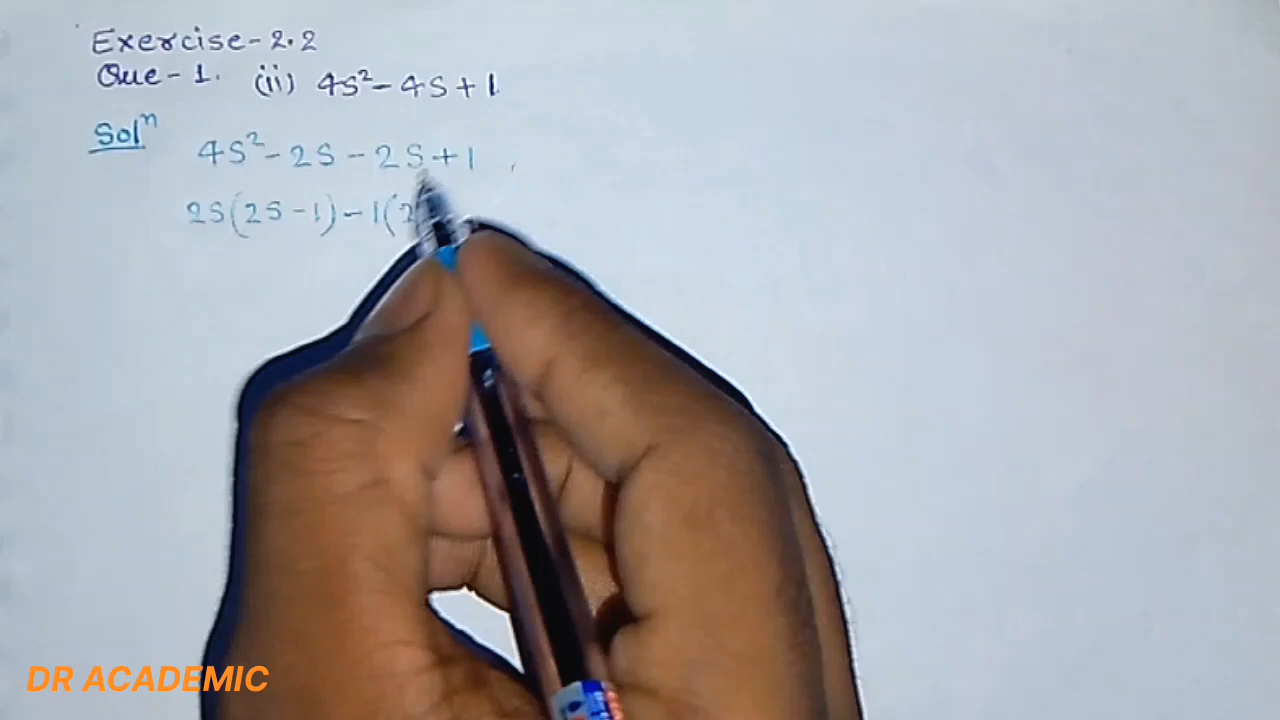 Exercise-2.2
Que-1. (ii) 4s²-4s+1
Solⁿ
4s²-2s-2s+1
2s(2s-1)-1(2
DR ACADEMIC